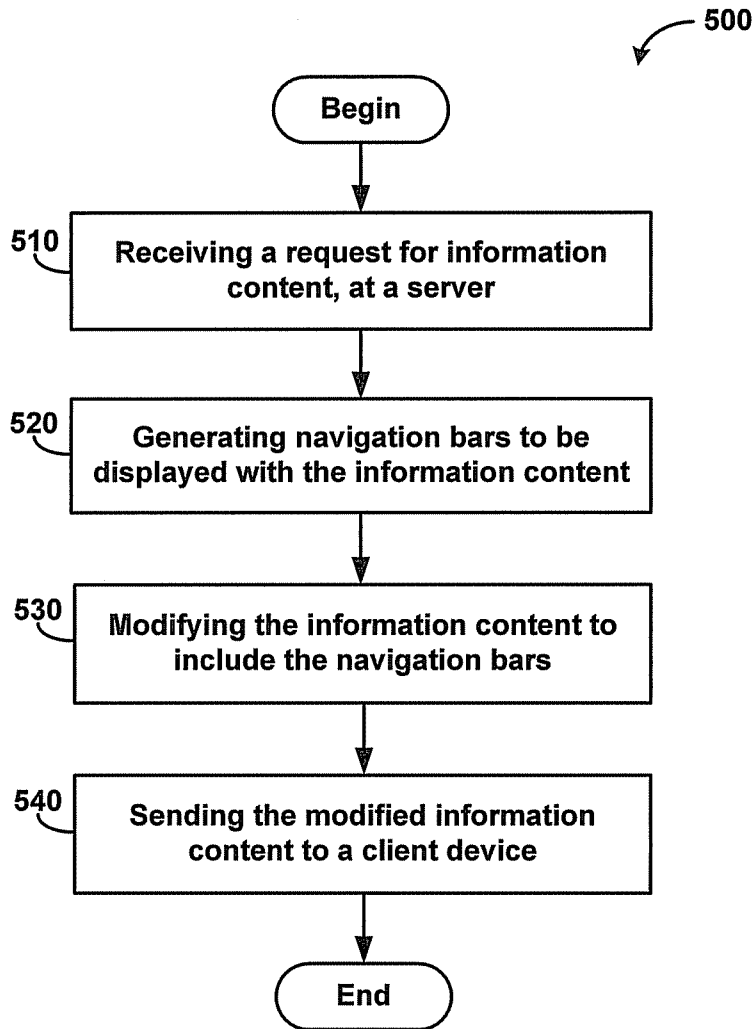 500
Begin
510
Receiving a request for information
content, at a server
520
Generating navigation bars to be
displayed with the information content
530
Modifying the information content to
include the navigation bars
540
Sending the modified information
content to a client device
End